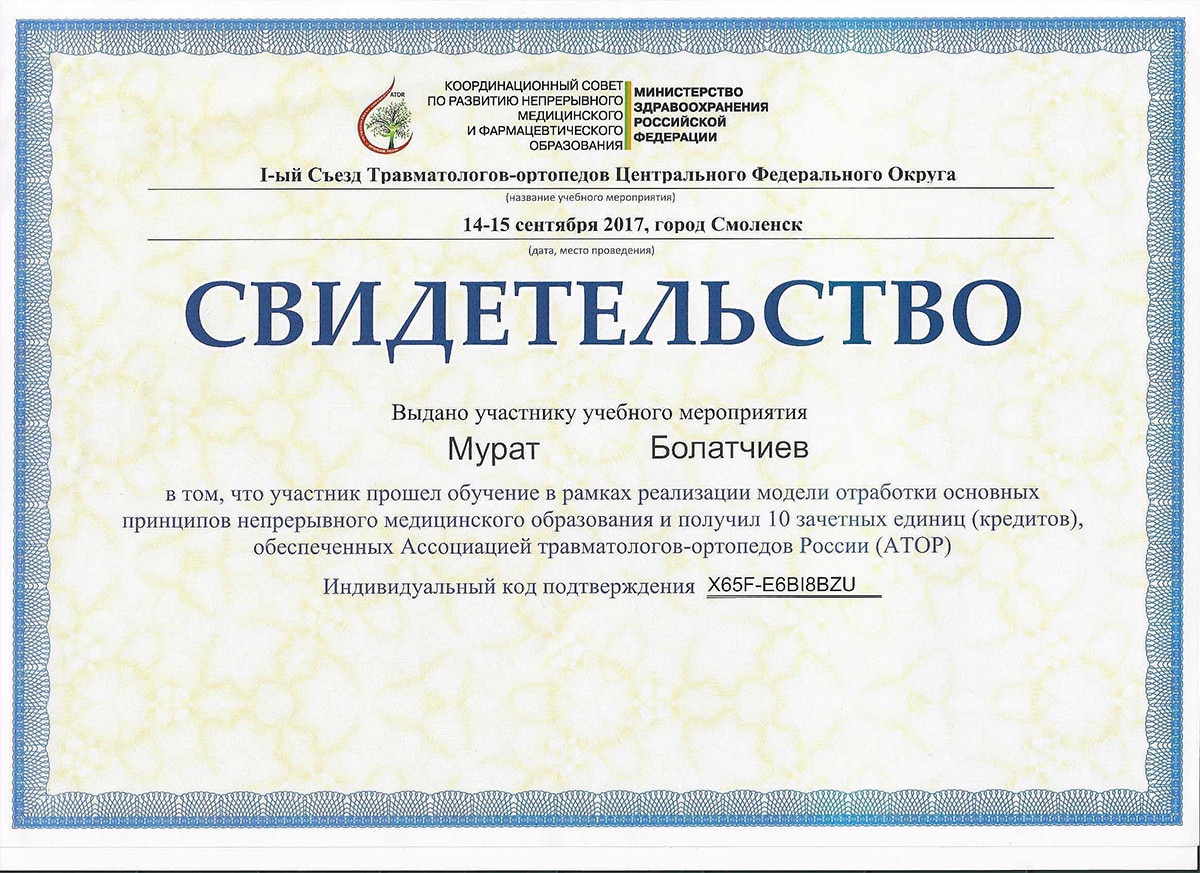 ATOP
КООРДИНАЦИОННЫЙ СОВЕТ
ПО РАЗВИТИЮ НЕПРЕРЫВНОГО
МЕДИЦИНСКОГО
И ФАРМАЦЕВТИЧЕСКОГО
ОБРАЗОВАНИЯ
МИНИСТЕРСТВО
ЗДРАВООХРАНЕНИЯ
РОССИЙСКОЙ
ФЕДЕРАЦИИ
I-ый Съезд Травматологов-ортопедов Центрального Федерального Округа
(название учебного мероприятия)
14-15 сентября 2017, город Смоленск
(дата, место проведения)
СВИДЕТЕЛЬСТВО
Выдано участнику учебного мероприятия
Мурат Болатчиев
в том, что участник прошел обучение в рамках реализации модели отработки основных
принципов непрерывного медицинского образования и получил 10 зачетных единиц (кредитов),
обеспеченных Ассоциацией травматологов-ортопедов России (АТОР)
Индивидуальный код подтверждения X65F-E6BI8BZU